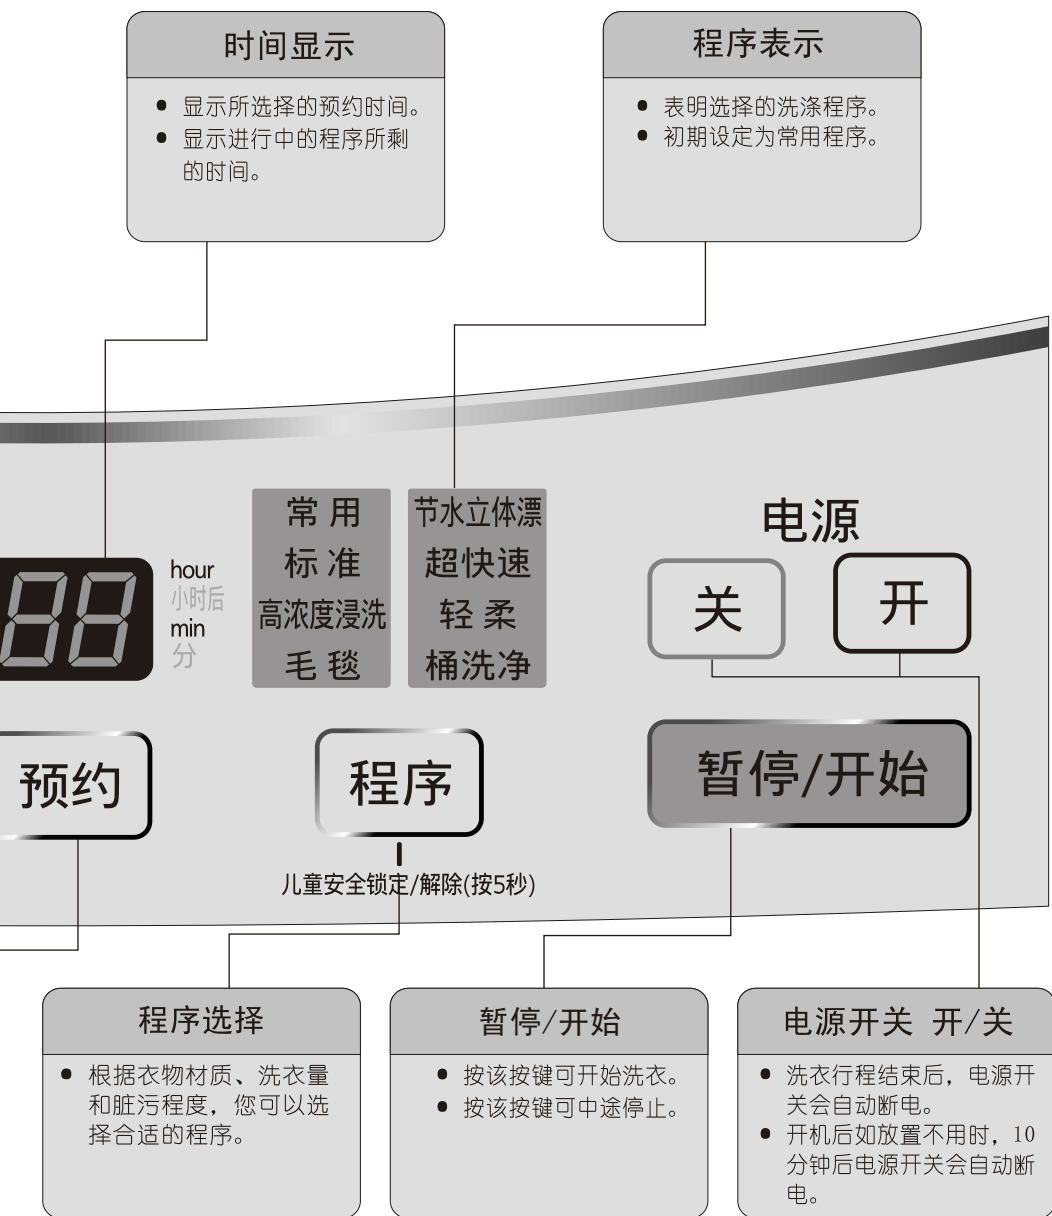 时间显示
● 显示所选择的预约时间。
● 显示进行中的程序所剩
的时间。
程序表示
● 表明选择的洗涤程序。
● 初期设定为常用程序。
88
hour
小时后
min
分
常 用
标 准
高浓度浸洗
毛 毯
节水立体漂
超快速
轻 柔
桶洗净
电源
关
开
预约
程序
暂停/开始
儿童安全锁定/解除(按5秒)
程序选择
● 根据衣物材质、洗衣量
和脏污程度，您可以选
择合适的程序。
暂停/开始
● 按该按键可开始洗衣。
● 按该按键可中途停止。
电源开关 开/关
● 洗衣行程结束后，电源开
关会自动断电。
● 开机后如放置不用时，10
分钟后电源开关会自动断
电。